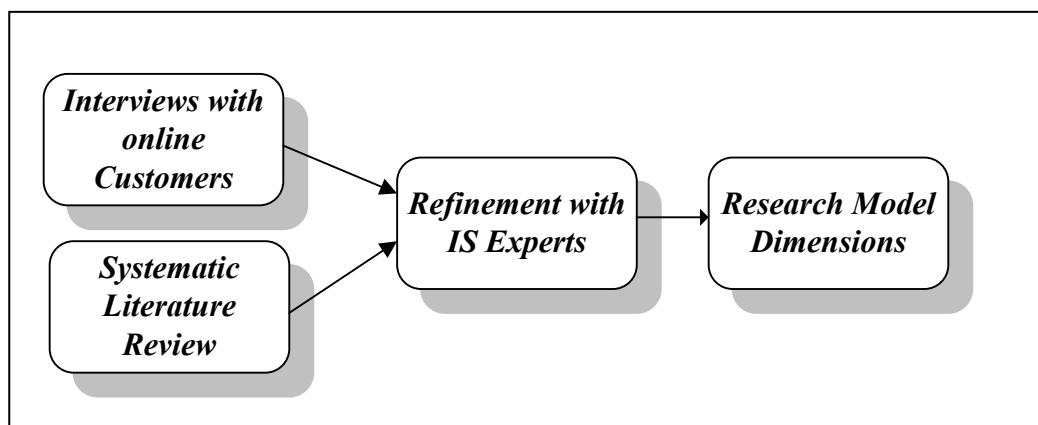 Interviews with
online
Customers
Systematic
Literature
Review
Refinement with
IS Experts
Research Model
Dimensions